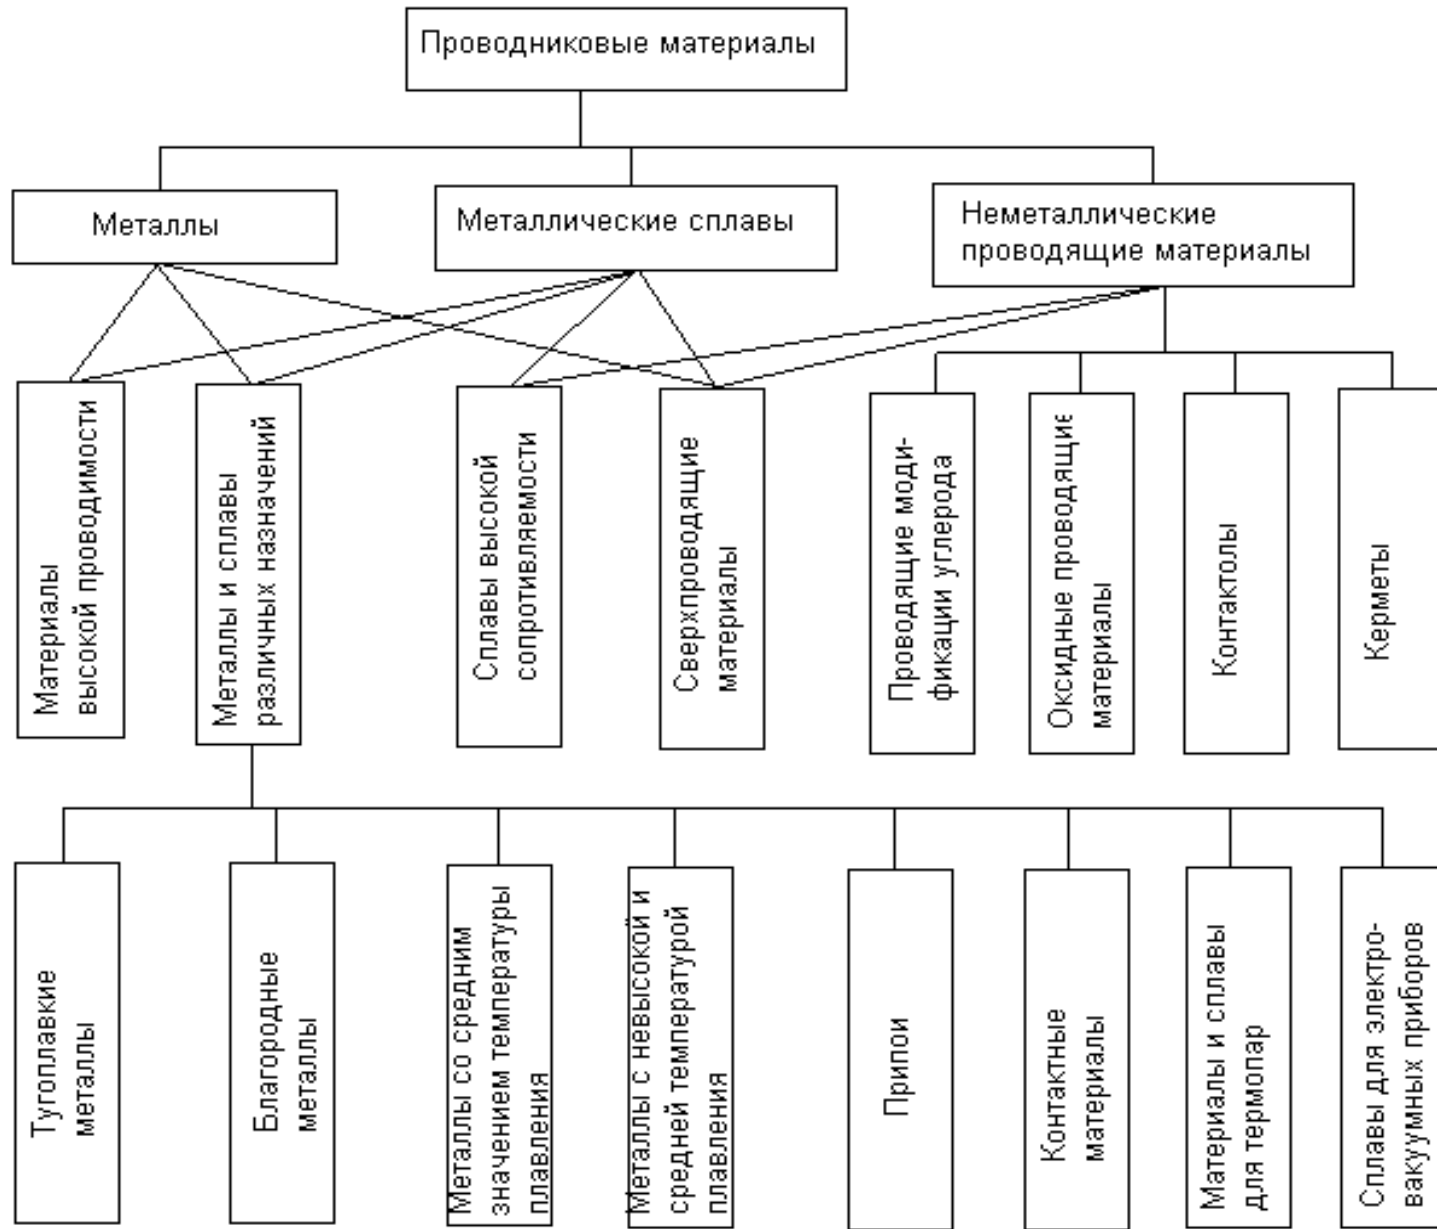 Проводниковые материалы
Металлы
Металлические сплавы
Неметаллические
проводящие материалы
Материалы
высокой проводимости
Металлы и сплавы
различных назначений
Сплавы высокой
сопротивляемости
Сверхпроводящие
материалы
Проводящие моди-
фикации углерода
Оксидные проводящие
материалы
Контактолы
Керметы
Тугоплавкие
металлы
Благородные
металлы
Металлы со средним
значением температуры
плавления
Металлы с невысокой и
средней температурой
плавления
Припои
Контактные
материалы
Материалы и сплавы
для термопар
Сплавы для электро-
вакуумных приборов